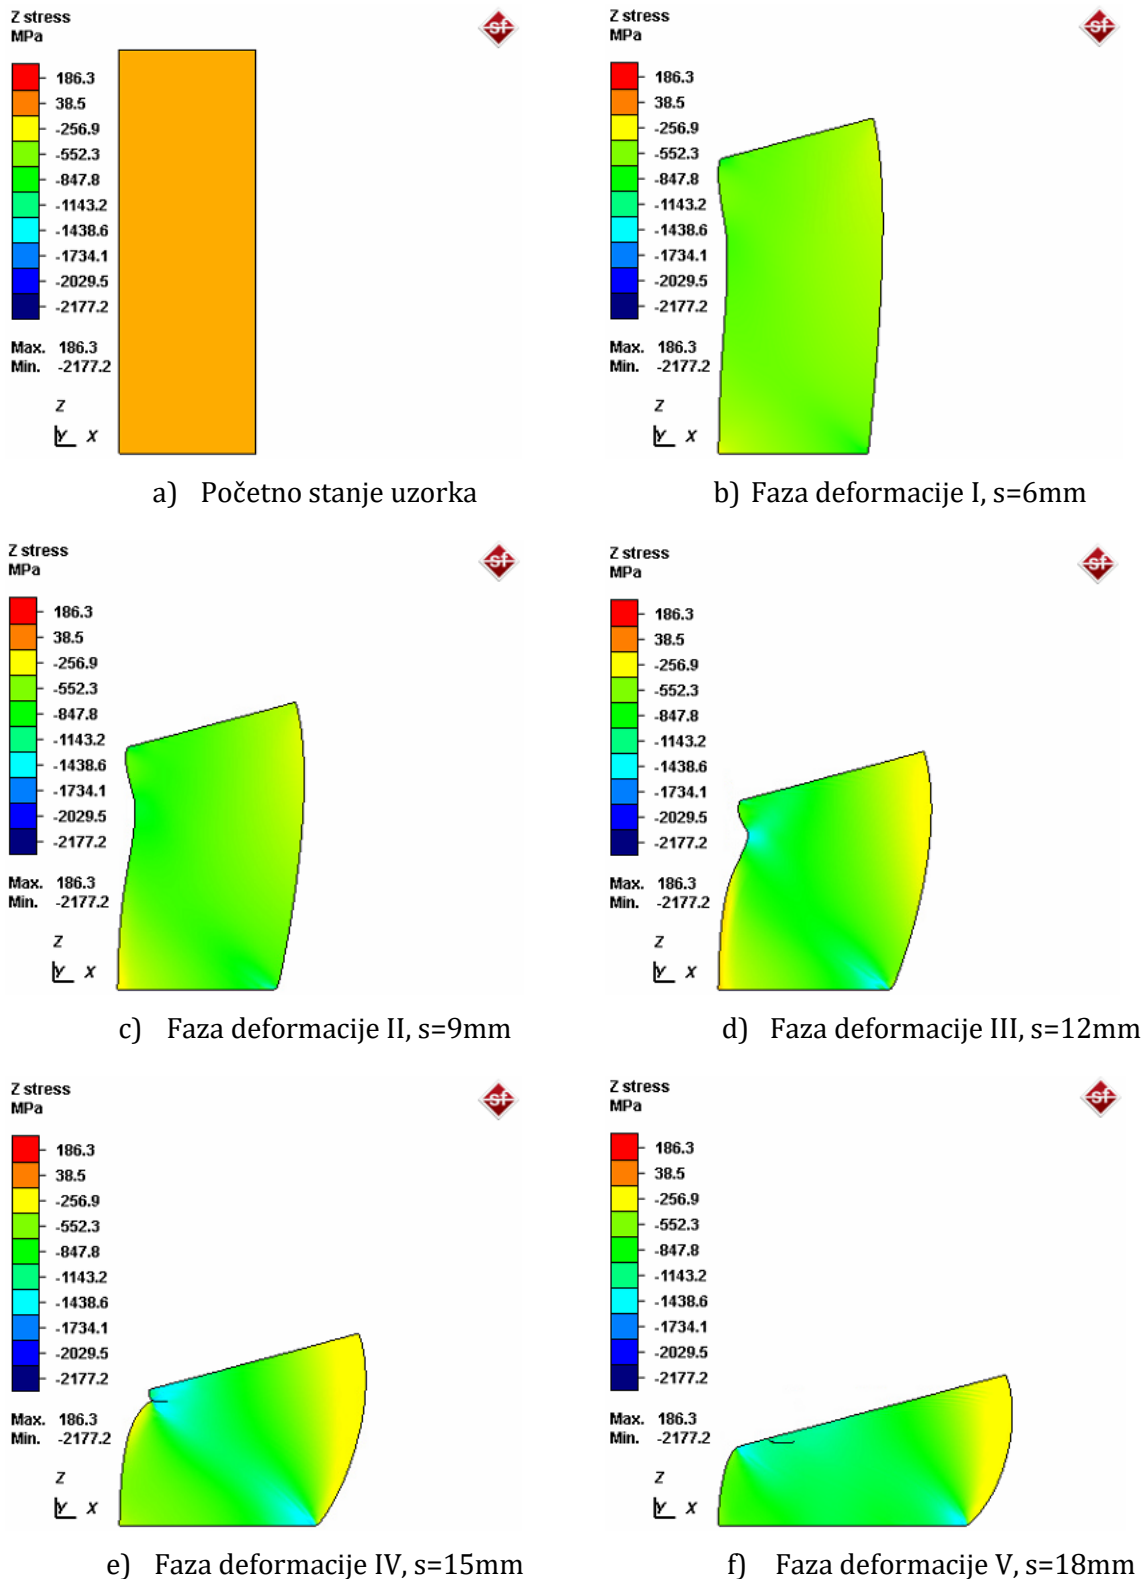 Z stress
MPa
186.3
38.5
-256.9
-552.3
-847.8
-1143.2
-1438.6
-1734.1
-2029.5
-2177.2
Max. 186.3
Min. -2177.2
Z
Y X
sf
a) Početno stanje uzorka
Z stress
MPa
186.3
38.5
-256.9
-552.3
-847.8
-1143.2
-1438.6
-1734.1
-2029.5
-2177.2
Max. 186.3
Min. -2177.2
Z
Y X
sf
b) Faza deformacije I, s=6mm
Z stress
MPa
186.3
38.5
-256.9
-552.3
-847.8
-1143.2
-1438.6
-1734.1
-2029.5
-2177.2
Max. 186.3
Min. -2177.2
Z
Y X
sf
c) Faza deformacije II, s=9mm
Z stress
MPa
186.3
38.5
-256.9
-552.3
-847.8
-1143.2
-1438.6
-1734.1
-2029.5
-2177.2
Max. 186.3
Min. -2177.2
Z
Y X
sf
d) Faza deformacije III, s=12mm
Z stress
MPa
186.3
38.5
-256.9
-552.3
-847.8
-1143.2
-1438.6
-1734.1
-2029.5
-2177.2
Max. 186.3
Min. -2177.2
Z
Y X
sf
e) Faza deformacije IV, s=15mm
Z stress
MPa
186.3
38.5
-256.9
-552.3
-847.8
-1143.2
-1438.6
-1734.1
-2029.5
-2177.2
Max. 186.3
Min. -2177.2
Z
Y X
sf
f) Faza deformacije V, s=18mm